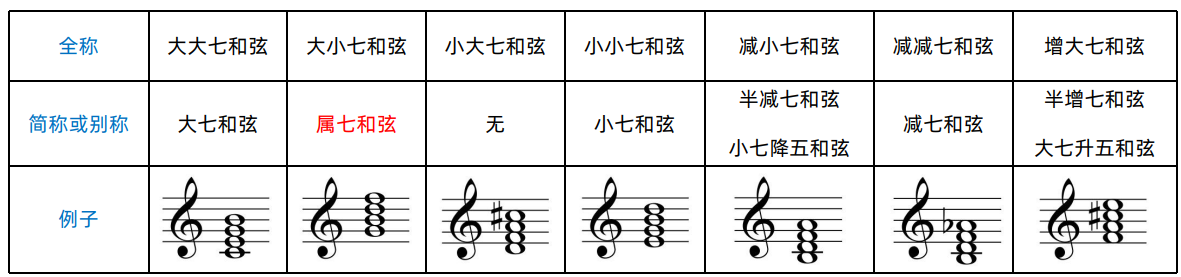 全称 大大七和弦 大小七和弦 小大七和弦 小小七和弦 减小七和弦 减减七和弦 增大七和弦
简称或别称 大七和弦 属七和弦 无 小七和弦 半减七和弦 减七和弦 半增七和弦
小七降五和弦 大七升五和弦
例子